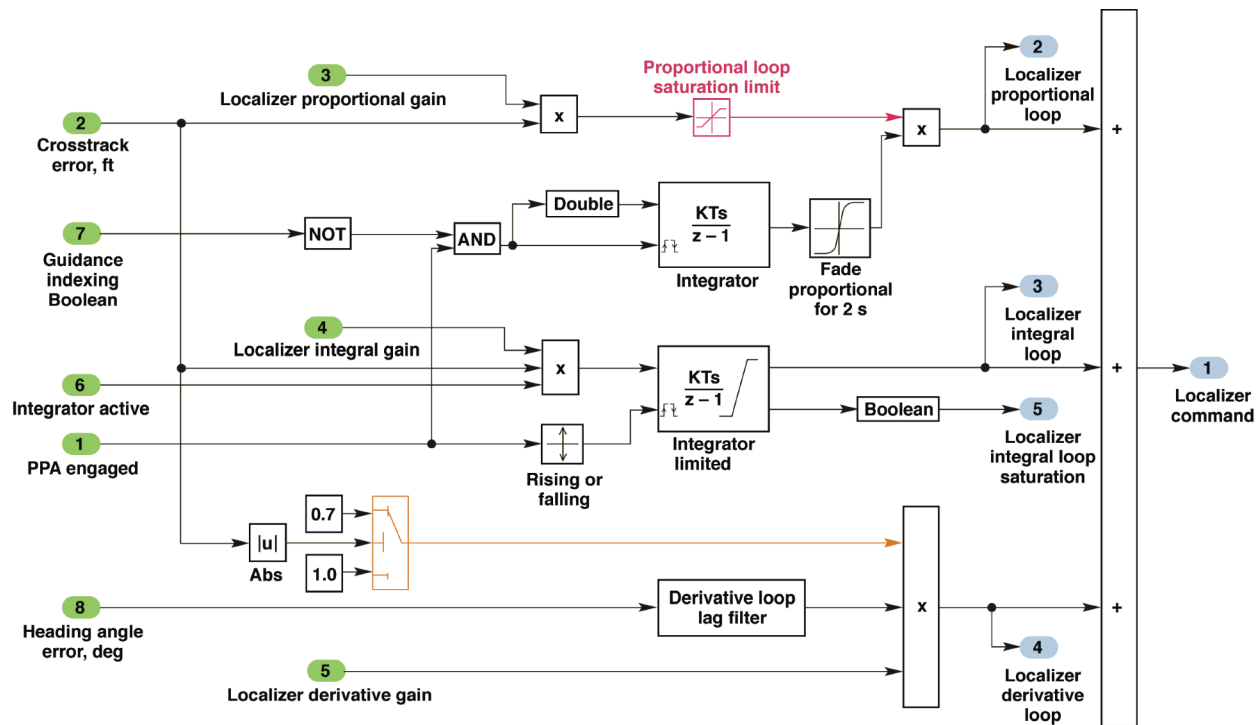 2
Localizer
proportional
loop
3
Localizer proportional gain
Proportional loop
saturation limit
x
x
+
2
Crosstrack
error, ft
Double
KTs
z – 1
Integrator
7
Guidance
indexing
Boolean
NOT
AND
Fade
proportional
for 2 s
3
Localizer
integral
loop
4
Localizer integral gain
x
KTs
z – 1
Integrator
limited
+
1
Localizer
command
6
Integrator active
Boolean
5
Localizer
integral loop
saturation
1
PPA engaged
Rising or
falling
0.7
|u|
Abs
1.0
8
Heading angle
error, deg
Derivative loop
lag filter
x
+
4
Localizer
derivative
loop
5
Localizer derivative gain